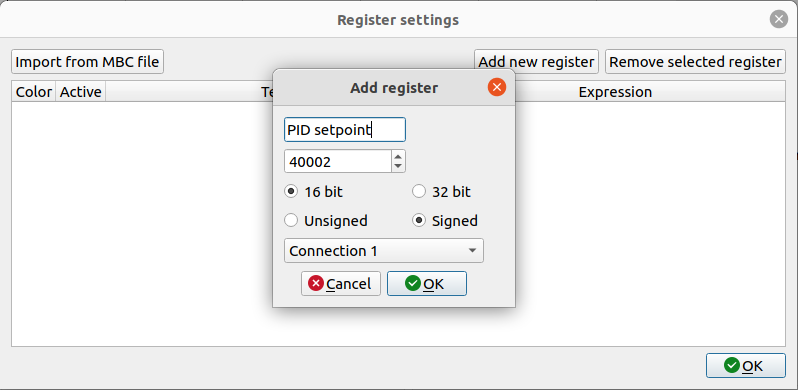 Register settings
Import from MBC file
Add new register
Remove selected register
Color
Active
Te
Expression
Add register
PID setpoint
40002
16 bit
32 bit
Unsigned
Signed
Connection 1
Cancel
OK
OK